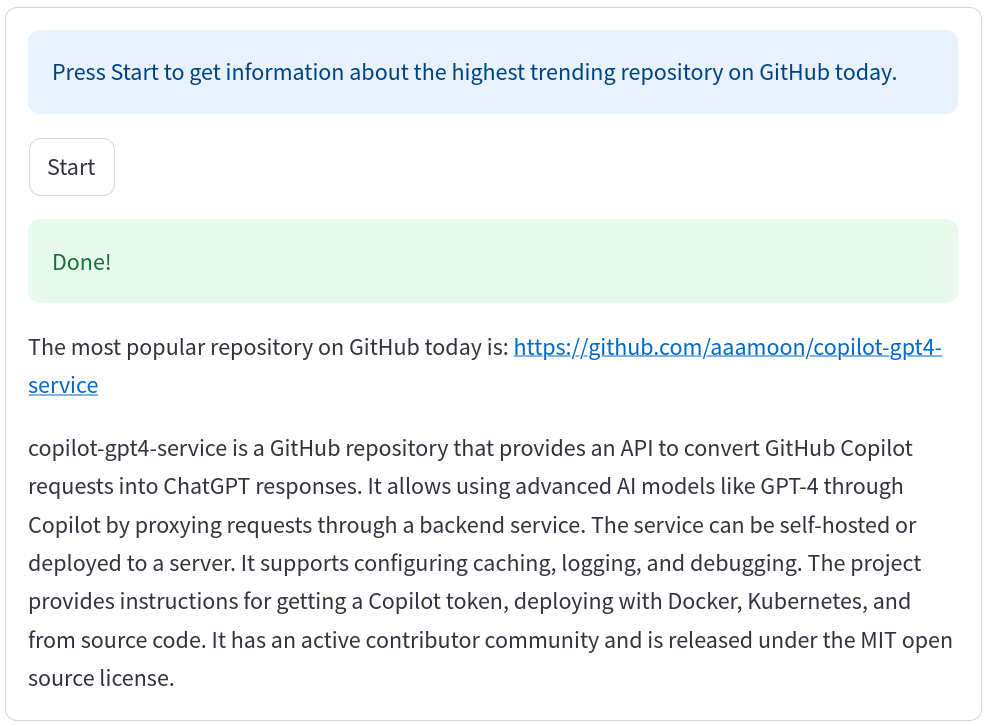 Press Start to get information about the highest trending repository on GitHub today.
Start
Done!
The most popular repository on GitHub today is: https://github.com/aaamoon/copilot-gpt4-
service
copilot-gpt4-service is a GitHub repository that provides an API to convert GitHub Copilot
requests into ChatGPT responses. It allows using advanced AI models like GPT-4 through
Copilot by proxying requests through a backend service. The service can be self-hosted or
deployed to a server. It supports configuring caching, logging, and debugging. The project
provides instructions for getting a Copilot token, deploying with Docker, Kubernetes, and
from source code. It has an active contributor community and is released under the MIT open
source license.